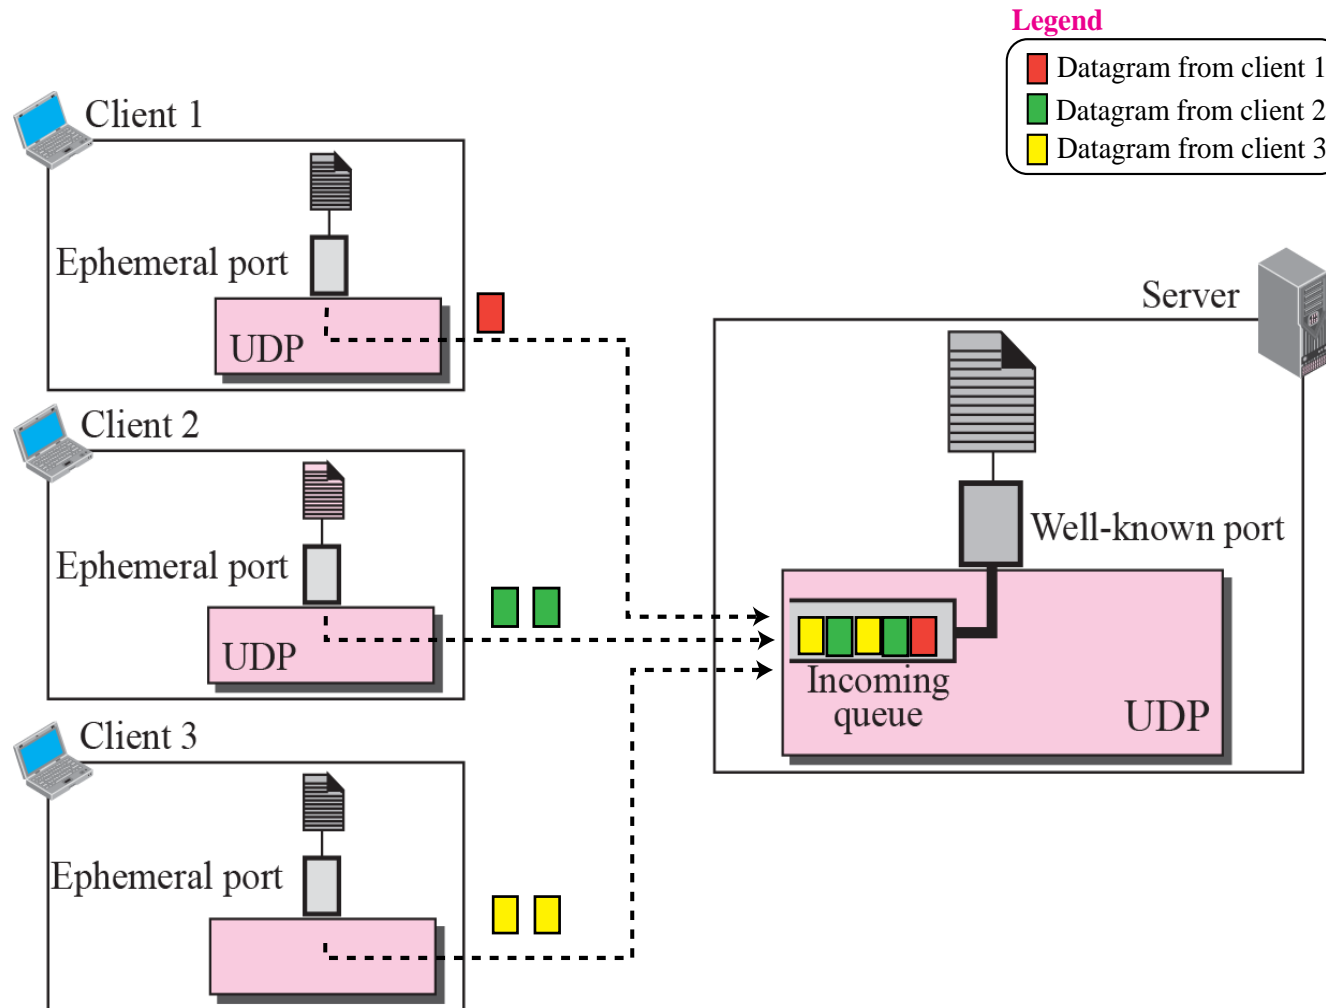 Legend
Datagram from client 1
Datagram from client 2
Datagram from client 3
Client 1
Ephemeral port
UDP
Client 2
Ephemeral port
UDP
Client 3
Ephemeral port
Server
Well-known port
Incoming
queue
UDP